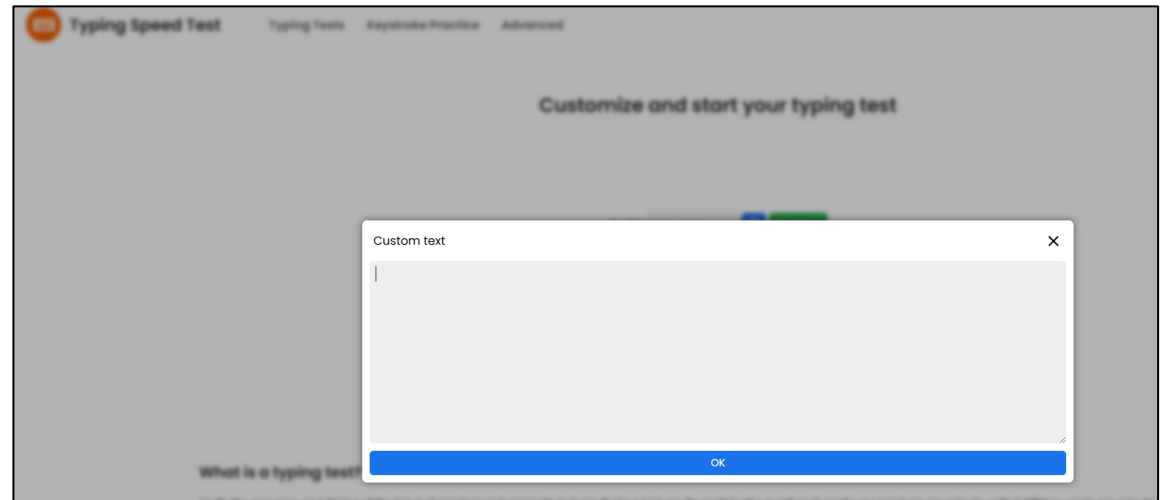 Typing Speed Test Typing Tests Keystroke Practice Advanced
Customize and start your typing test
Custom text
OK
What is a typing test?